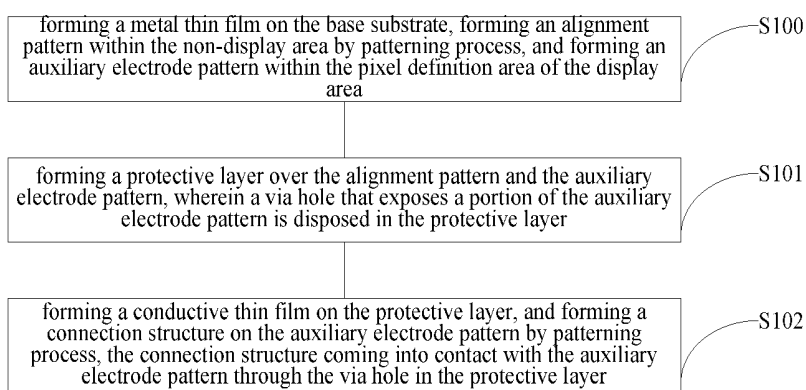 forming a metal thin film on the base substrate, forming an alignment
pattern within the non-display area by patterning process, and forming an
auxiliary electrode pattern within the pixel definition area of the display
area
S100
forming a protective layer over the alignment pattern and the auxiliary
electrode pattern, wherein a via hole that exposes a portion of the auxiliary
electrode pattern is disposed in the protective layer
S101
forming a conductive thin film on the protective layer, and forming a
connection structure on the auxiliary electrode pattern by patterning
process, the connection structure coming into contact with the auxiliary
electrode pattern through the via hole in the protective layer
S102